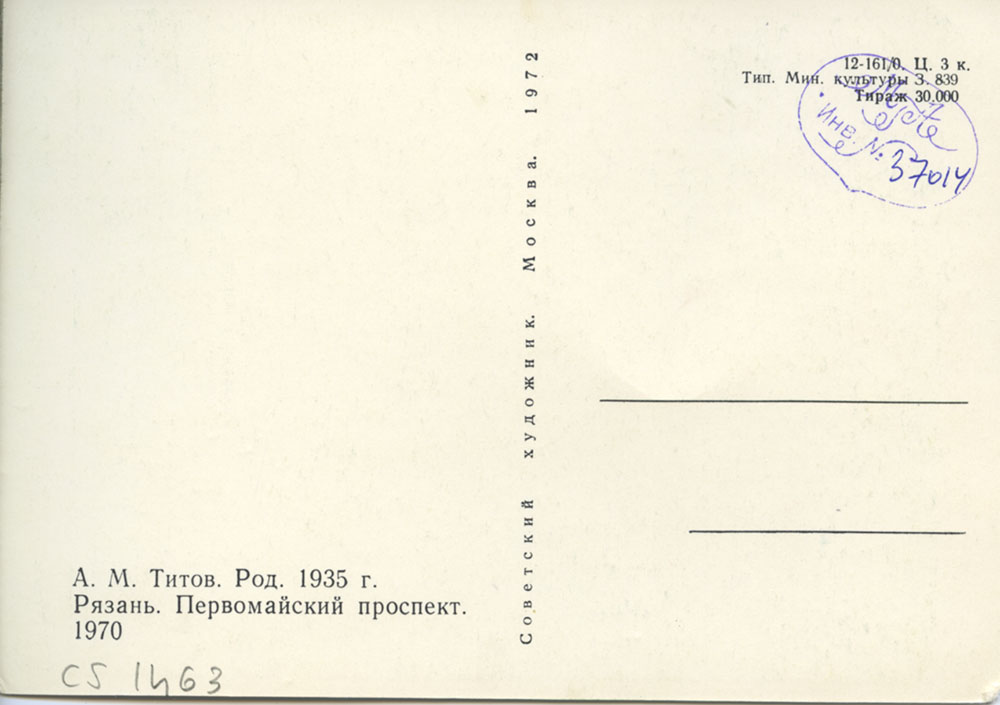 12-161/0. Ц. 3 к.
Тип. Мин. культуры З. 839
Тираж 30.000
Инв. № 37014
Советский художник. Москва. 1972
А. М. Титов. Род. 1935 г.
Рязань. Первомайский проспект.
1970
CS 1463